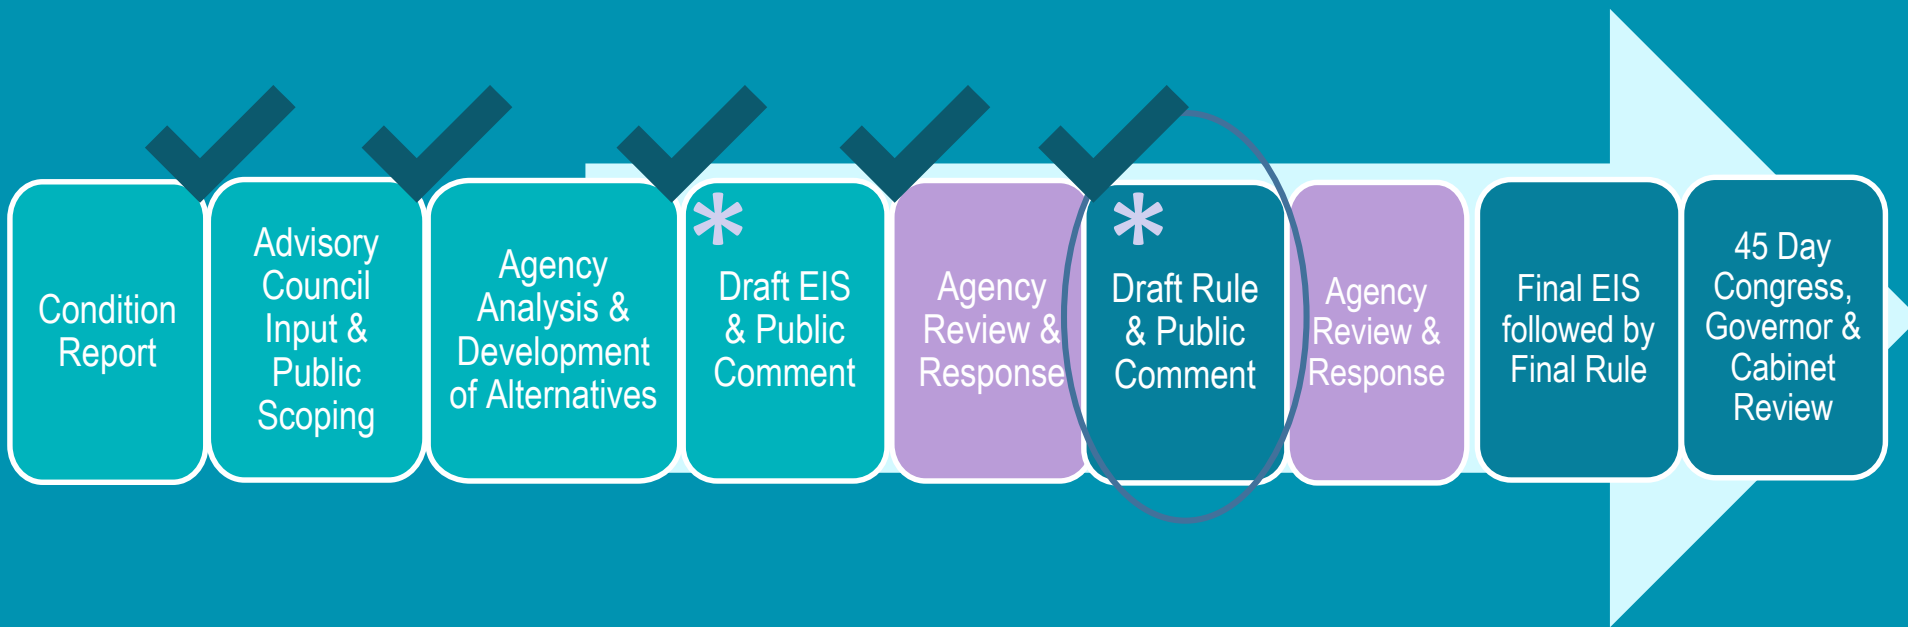 Condition
Report
Advisory
Council
Input &
Public
Scoping
Agency
Analysis &
Development
of Alternatives
*
Draft EIS
& Public
Comment
Agency
Review &
Response
*
Draft Rule
& Public
Comment
Agency
Review &
Response
Final EIS
followed by
Final Rule
45 Day
Congress,
Governor &
Cabinet
Review